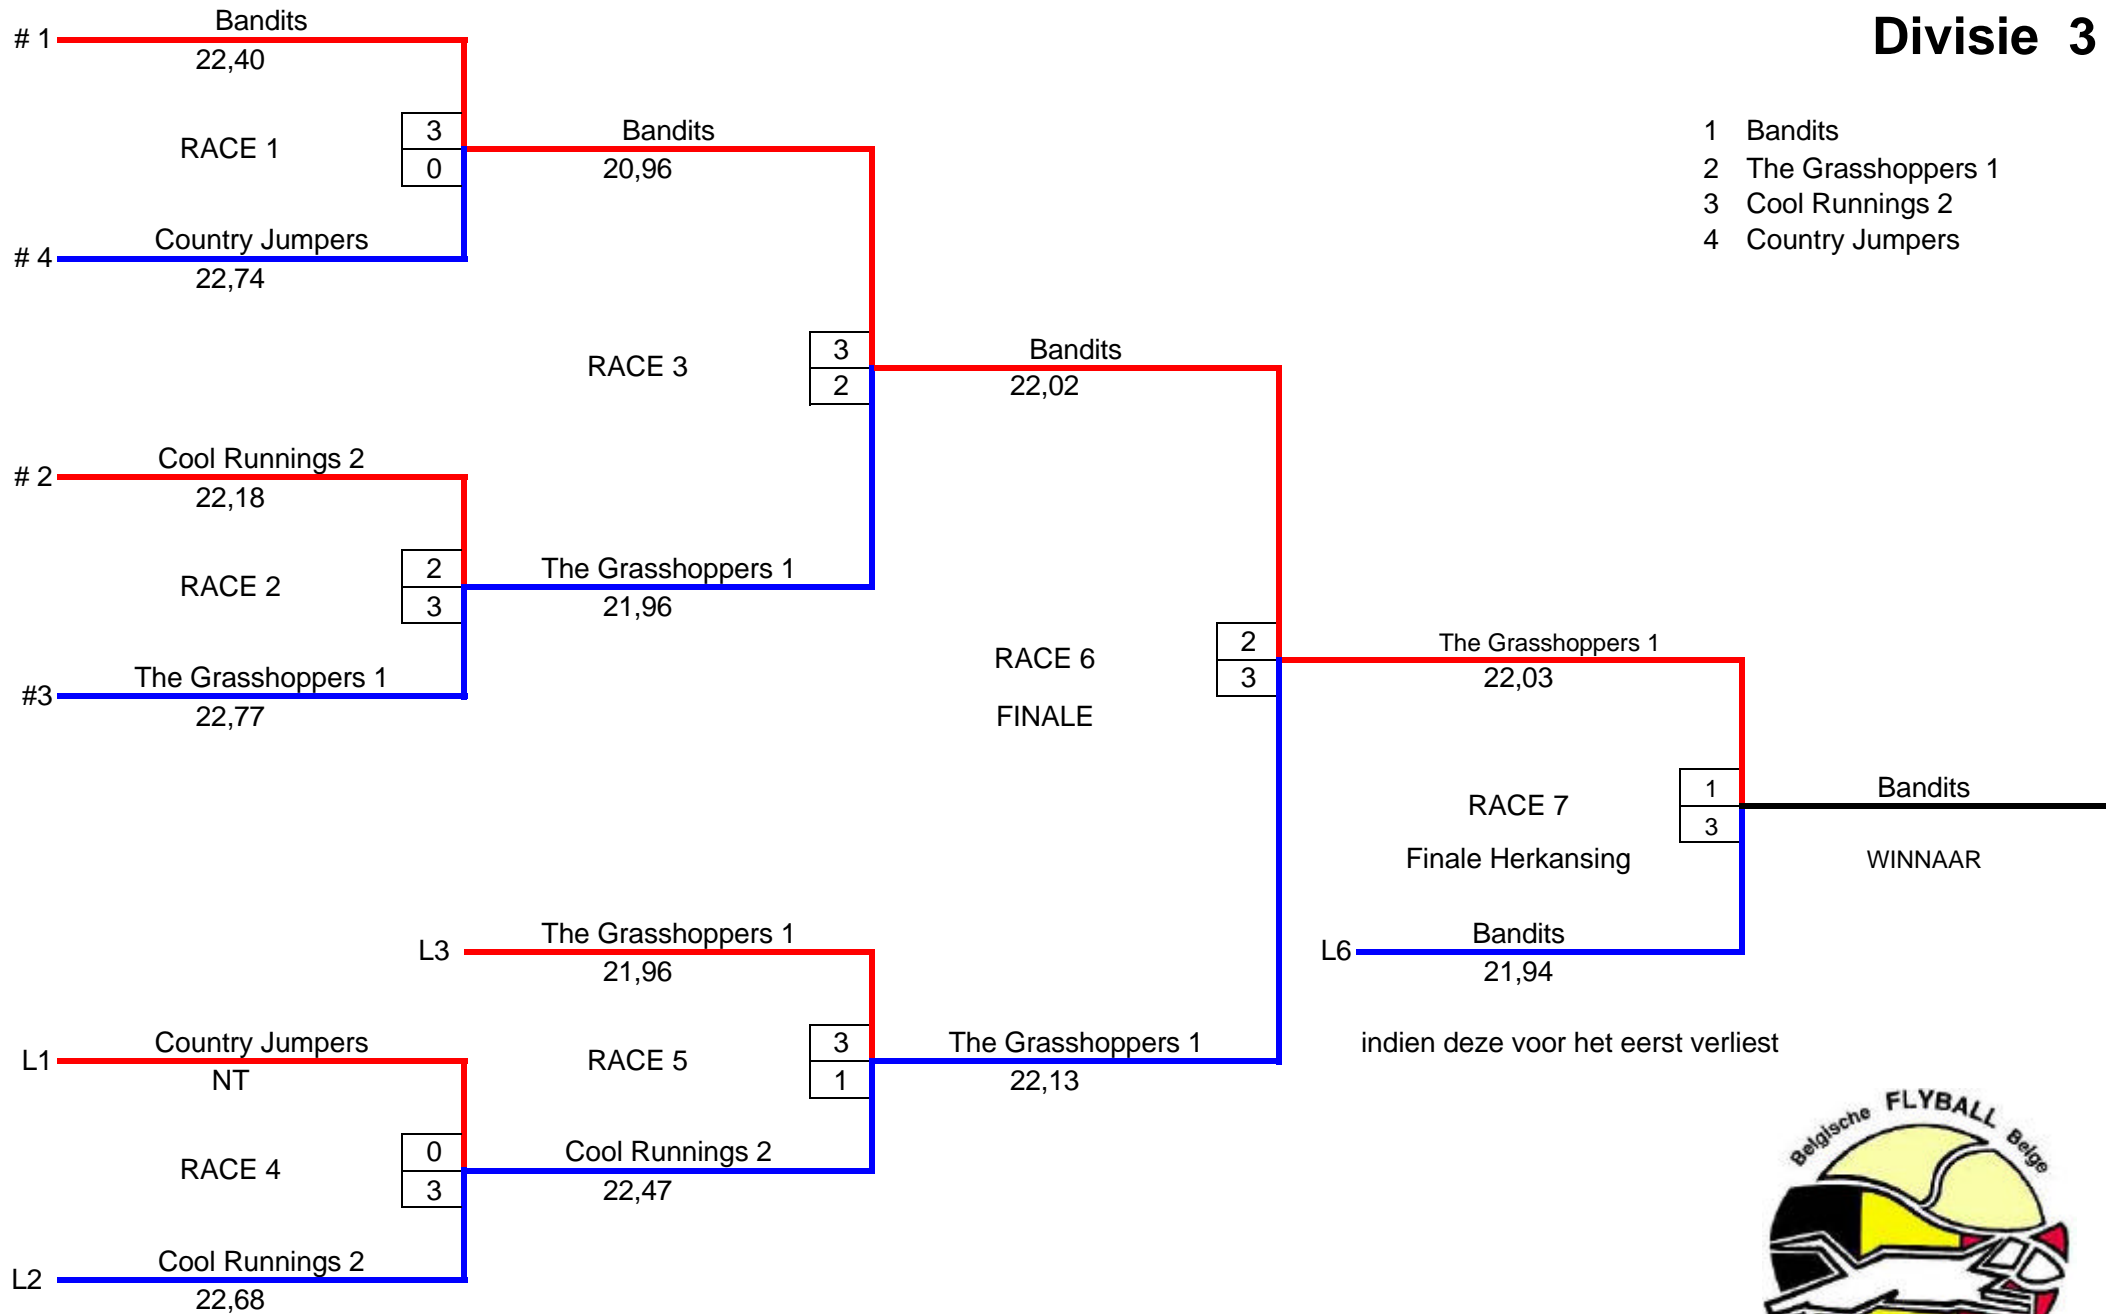 Divisie 3
1 Bandits
2 The Grasshoppers 1
3 Cool Runnings 2
4 Country Jumpers
# 1
Bandits
22,40
RACE 1
3
0
# 4
Country Jumpers
22,74
Bandits
20,96
RACE 3
3
2
# 2
Cool Runnings 2
22,18
RACE 2
2
3
#3
The Grasshoppers 1
22,77
The Grasshoppers 1
21,96
Bandits
22,02
RACE 6
FINALE
2
3
The Grasshoppers 1
22,03
RACE 7
Finale Herkansing
1
3
Bandits
WINNAAR
L6
Bandits
21,94
indien deze voor het eerst verliest
L3
The Grasshoppers 1
21,96
RACE 5
3
1
The Grasshoppers 1
22,13
L1
Country Jumpers
NT
RACE 4
0
3
Cool Runnings 2
22,47
L2
Cool Runnings 2
22,68
Belgische FLYBALL Belge